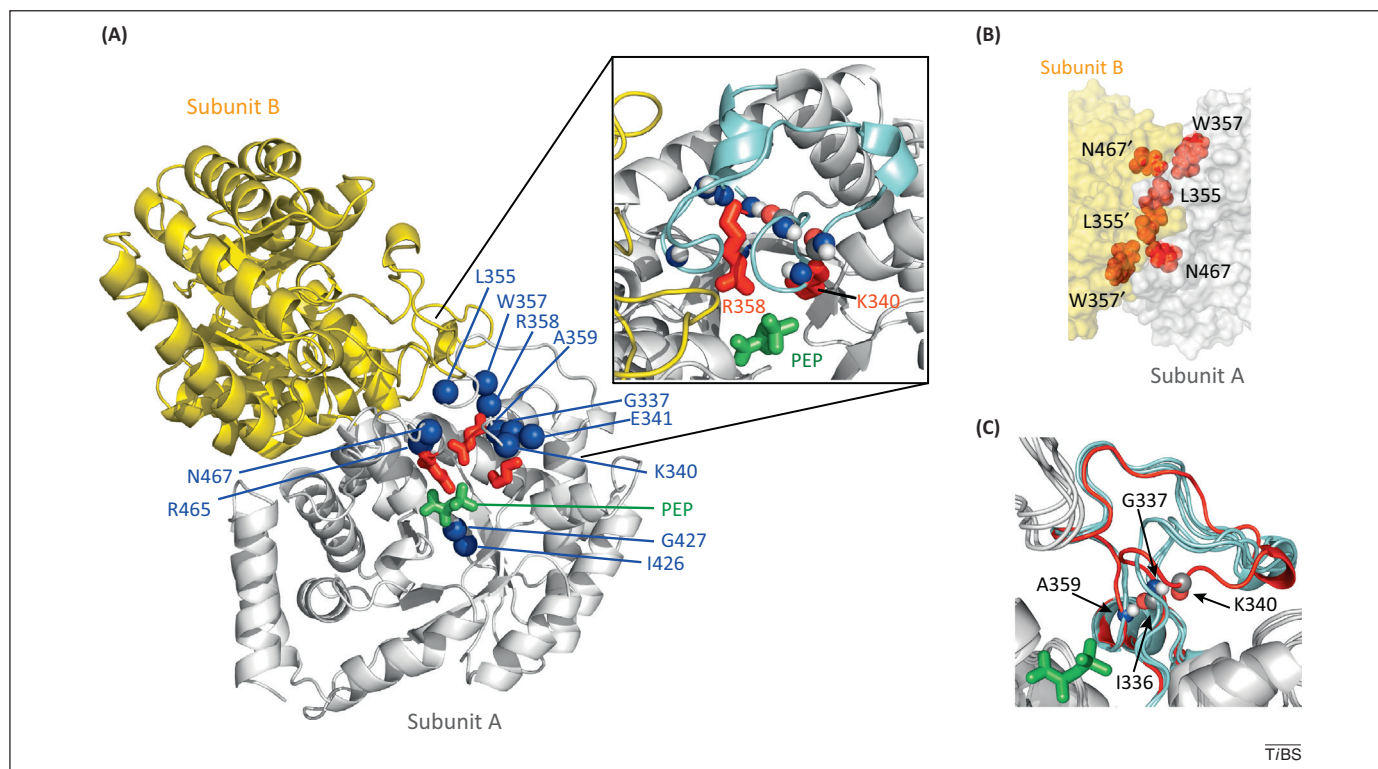 (A)
Subunit B
L355
W357
R358
A359
G337
E341
K340
PEP
G427
I426
N467
R465
Subunit A
R358
K340
PEP
(B)
Subunit B
W357
N467′
L355
L355′
N467
W357′
Subunit A
(C)
G337
A359
K340
I336
TiBS